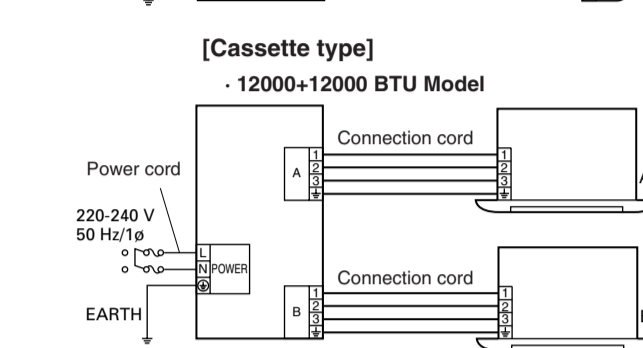 [Cassette type]
· 12000+12000 BTU Model
Connection cord
Power cord
A
1
2
3
1
2
3
220-240 V
50 Hz/1ø
L
N
POWER
EARTH
Connection cord
B
1
2
3
1
2
3